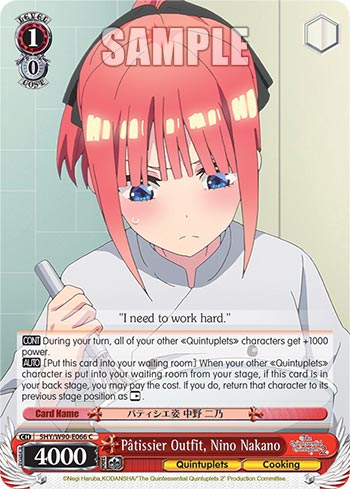 LEVEL
1
0
COST
SAMPLE
"I need to work hard."
CONT During your turn, all of your other «Quintuplets» characters get +1000
power.
AUTO [Put this card into your waiting room] When your other «Quintuplets»
character is put into your waiting room from your stage, if this card is in
your back stage, you may pay the cost. If you do, return that character to its
previous stage position as
Card Name
パティシエ姿 中野 二乃
CH 5HY/W90-E066 C
4000
Pâtissier Outfit, Nino Nakano
Quintuplets
Cooking
©Negi Haruba,KODANSHA/"The Quintessential Quintuplets 2" Production Committee.